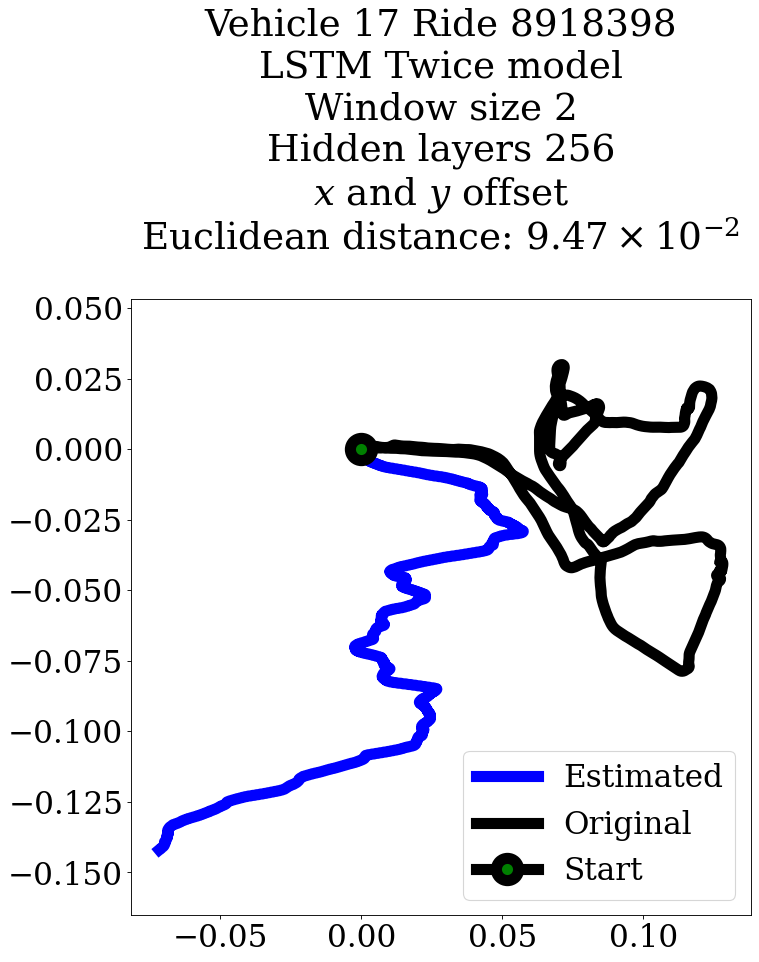 Vehicle 17 Ride 8918398
LSTM Twice model
Window size 2
Hidden layers 256
x and y offset
Euclidean distance: 9.47 × 10⁻²
0.050
0.025
0.000
−0.025
−0.050
−0.075
−0.100
−0.125
−0.150
Estimated
Original
Start
−0.05 0.00 0.05 0.10